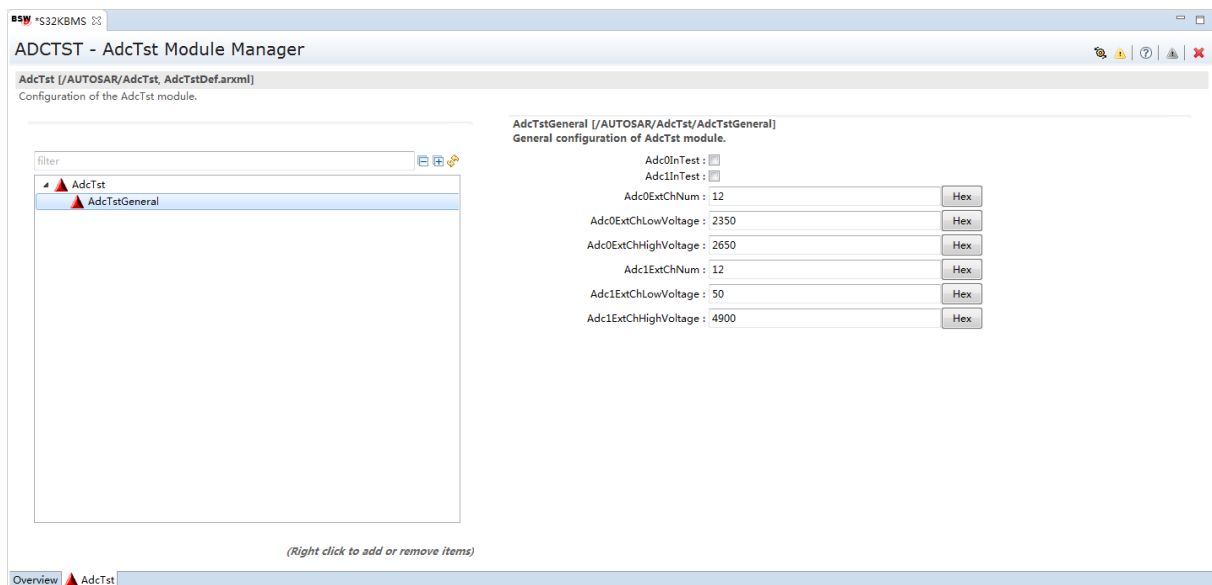 BSW *S32KBMS
ADCTST - AdcTst Module Manager
AdcTst [/AUTOSAR/AdcTst, AdcTstDef.arxml]
Configuration of the AdcTst module.
filter
AdcTst
AdcTstGeneral
(Right click to add or remove items)
AdcTstGeneral [/AUTOSAR/AdcTst/AdcTstGeneral]
General configuration of AdcTst module.
Adc0InTest :
Adc1InTest :
Adc0ExtChNum : 12 Hex
Adc0ExtChLowVoltage : 2350 Hex
Adc0ExtChHighVoltage : 2650 Hex
Adc1ExtChNum : 12 Hex
Adc1ExtChLowVoltage : 50 Hex
Adc1ExtChHighVoltage : 4900 Hex
Overview AdcTst